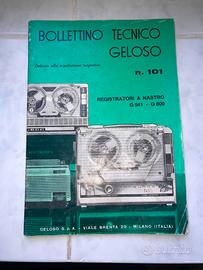 BOLLETTINO TECNICO
GELOSO
Dedicato alla registrazione magnetica
n. 101
REGISTRATORI A NASTRO
G 541 - G 600
GELOSO S. p. A. - VIALE BRENTA 29 - MILANO (ITALIA)